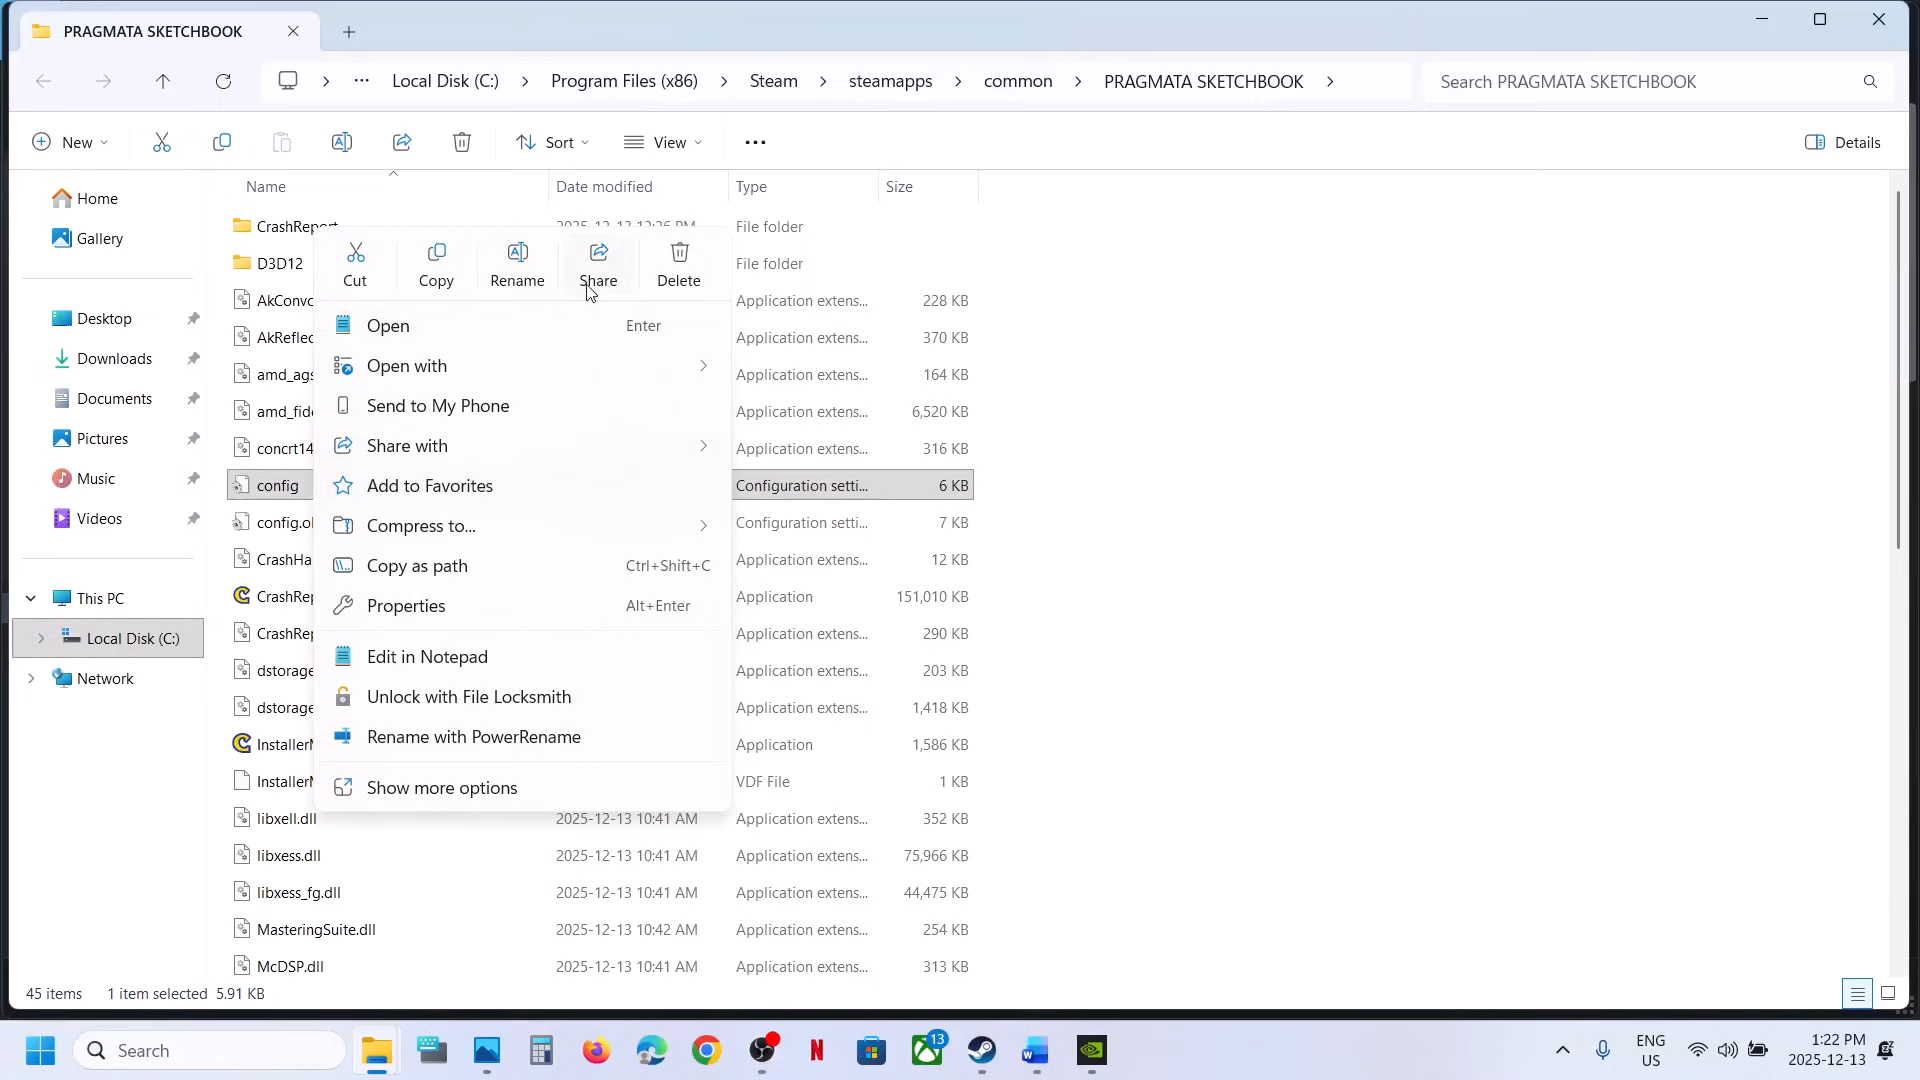 PRAGMATA SKETCHBOOK
Local Disk (C:)
Program Files (x86)
Steam
steamapps
common
PRAGMATA SKETCHBOOK
Search PRAGMATA SKETCHBOOK
New
Sort
View
Details
Name
Date modified
Type
Size
Home
Gallery
Desktop
Downloads
Documents
Pictures
Music
Videos
This PC
Local Disk (C:)
Network
CrashReport 2025-12-13 12:26 PM File folder
D3D12 File folder
AkConvo Application extens... 228 KB
AkReflec Application extens... 370 KB
amd_ags Application extens... 164 KB
amd_fide Application extens... 6,520 KB
concrt14 Application extens... 316 KB
config Configuration setti... 6 KB
config.ol Configuration setti... 7 KB
CrashHa Application extens... 12 KB
CrashRep Application 151,010 KB
CrashRep Application extens... 290 KB
dstorage Application extens... 203 KB
dstorage Application extens... 1,418 KB
InstallerM Application 1,586 KB
InstallerM VDF File 1 KB
libxell.dll 2025-12-13 10:41 AM Application extens... 352 KB
libxess.dll 2025-12-13 10:41 AM Application extens... 75,966 KB
libxess_fg.dll 2025-12-13 10:41 AM Application extens... 44,475 KB
MasteringSuite.dll 2025-12-13 10:42 AM Application extens... 254 KB
McDSP.dll 2025-12-13 10:41 AM Application extens... 313 KB
Cut
Copy
Rename
Share
Delete
Open Enter
Open with
Send to My Phone
Share with
Add to Favorites
Compress to...
Copy as path Ctrl+Shift+C
Properties Alt+Enter
Edit in Notepad
Unlock with File Locksmith
Rename with PowerRename
Show more options
45 items
1 item selected 5.91 KB
Search
13
ENG
US
1:22 PM
2025-12-13